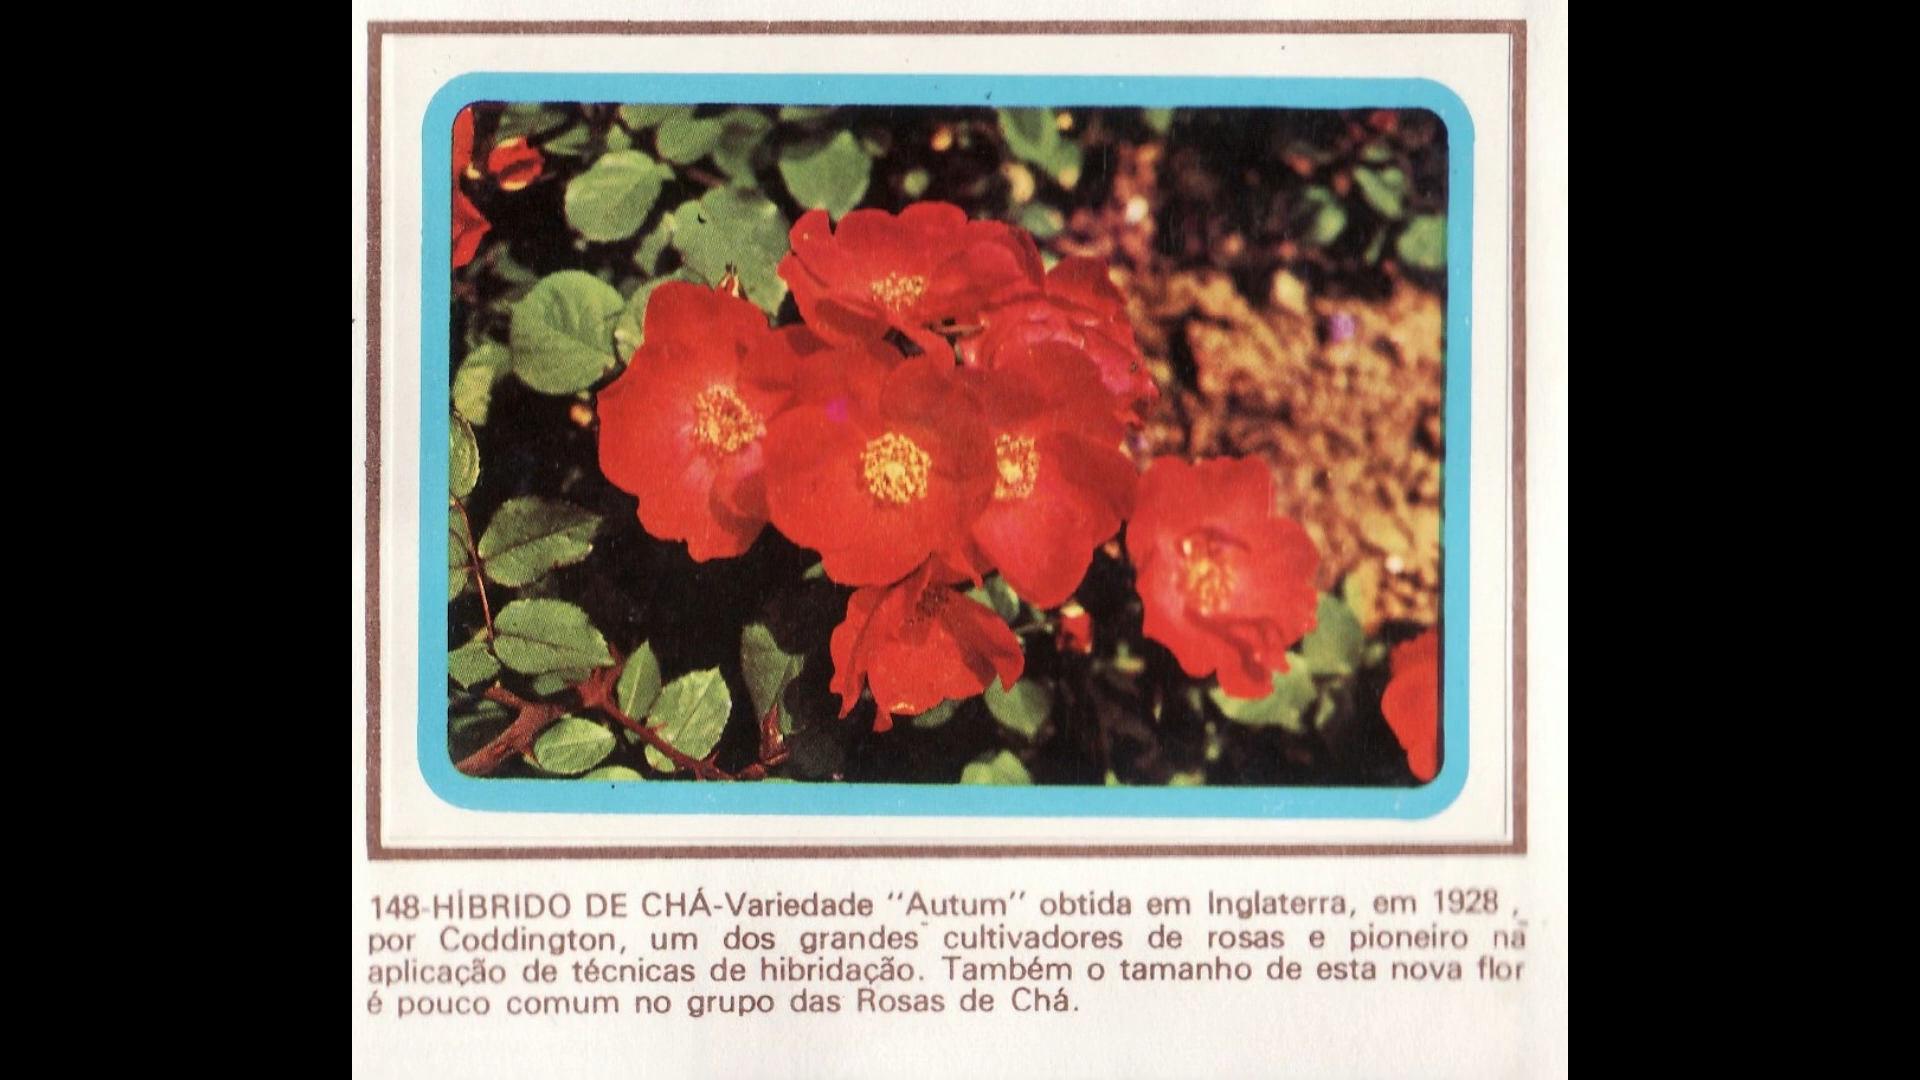 148-HÍBRIDO DE CHÁ-Variedade "Autum" obtida em Inglaterra, em 1928 ,
por Coddington, um dos grandes cultivadores de rosas e pioneiro na
aplicação de técnicas de hibridação. Também o tamanho de esta nova flor
é pouco comum no grupo das Rosas de Chá.